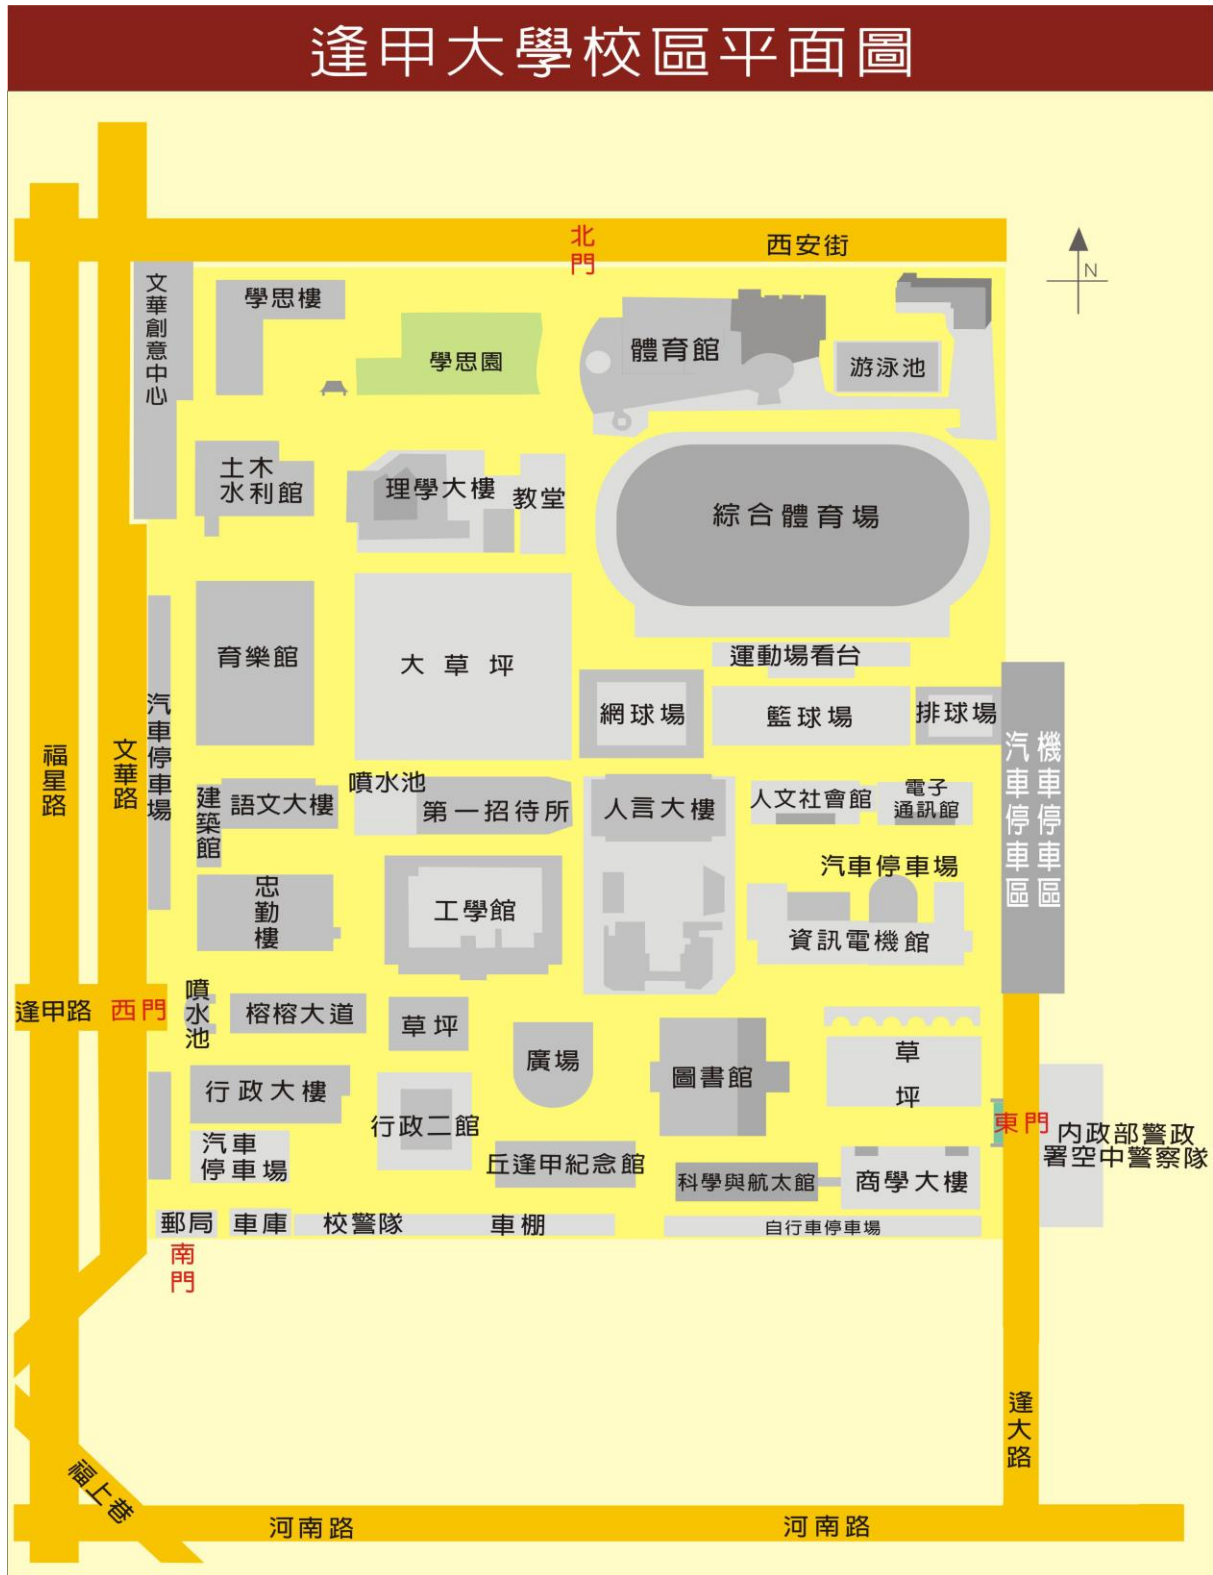 逢甲大學校區平面圖
北門
西安街
N
文華創意中心
學思樓
學思園
體育館
游泳池
土木
水利館
理學大樓
教堂
綜合體育場
育樂館
大草坪
運動場看台
網球場
籃球場
排球場
汽車停車場
福星路
文華路
機車停車區
汽車停車區
建築館
語文大樓
噴水池
第一招待所
人言大樓
人文社會館
電子
通訊館
汽車停車場
忠勤樓
工學館
資訊電機館
逢甲路
西門
噴水池
榕榕大道
草坪
廣場
圖書館
草坪
行政大樓
行政二館
東門
內政部警政
署空中警察隊
汽車
停車場
丘逢甲紀念館
科學與航太館
商學大樓
郵局
車庫
校警隊
車棚
自行車停車場
南門
逢大路
福上巷
河南路
河南路